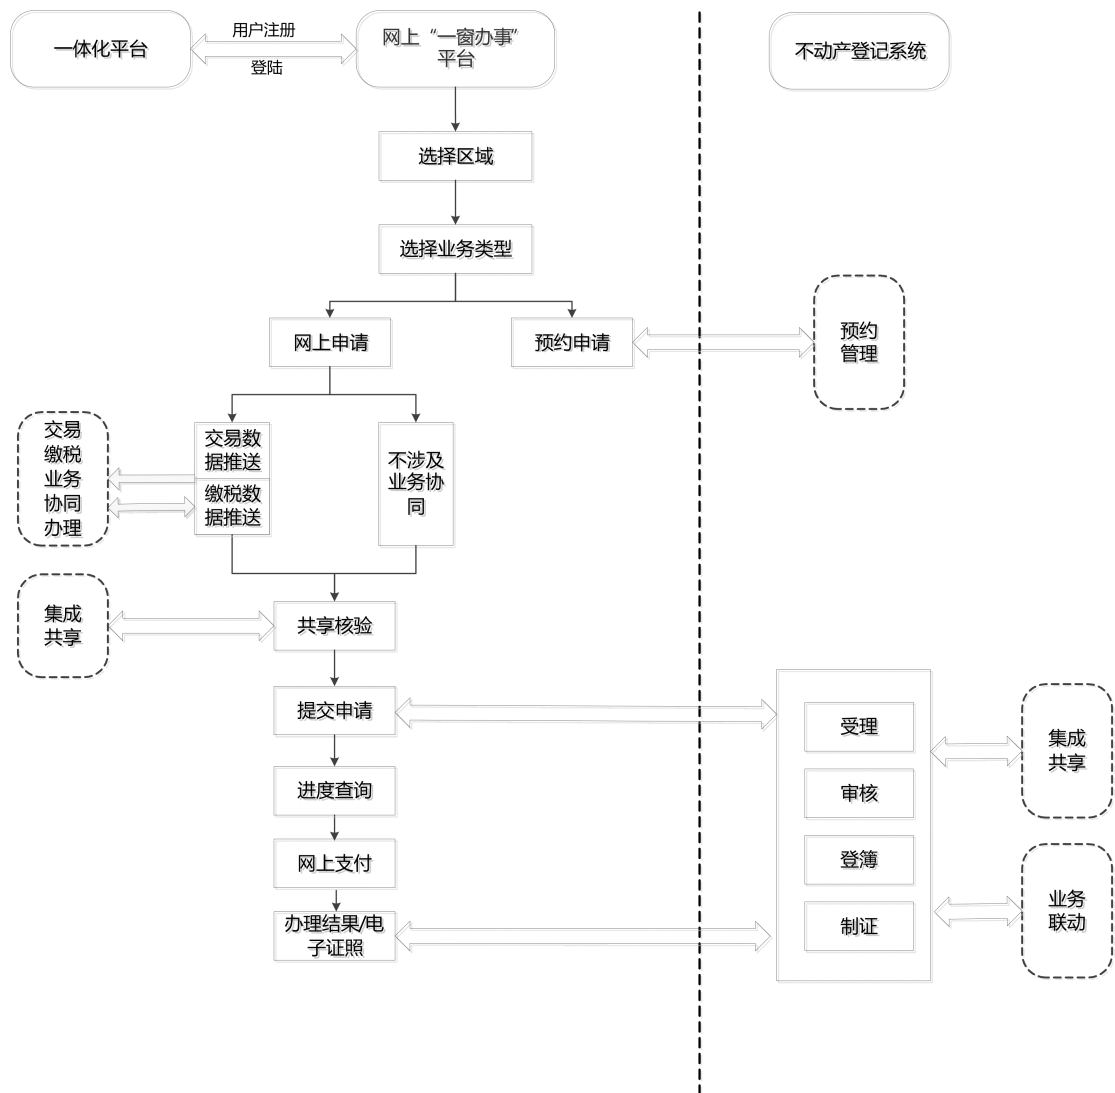 一体化平台
用户注册
登陆
网上“一窗办事”
平台
不动产登记系统
选择区域
选择业务类型
网上申请
预约申请
预约
管理
交易
缴税
业务
协同
办理
交易数
据推送
缴税数
据推送
不涉及
业务协
同
集成
共享
共享核验
提交申请
进度查询
网上支付
办理结果/电
子证照
受理
审核
登簿
制证
集成
共享
业务
联动